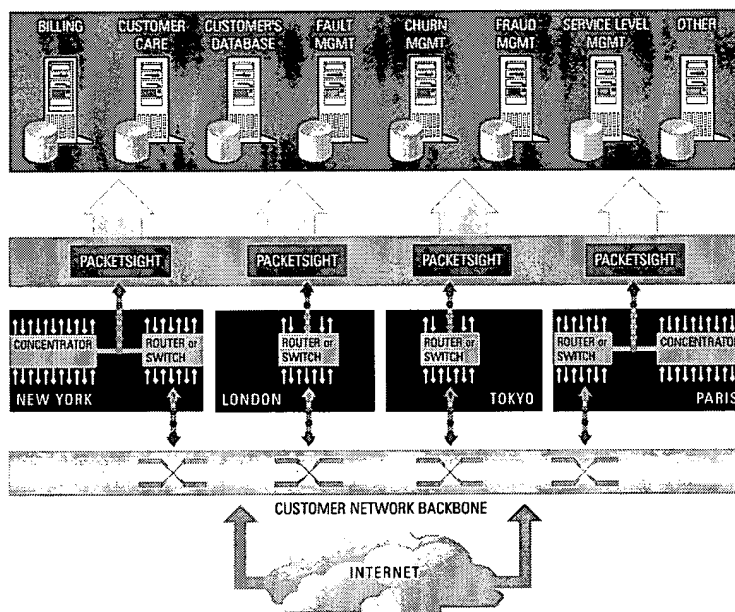 BILLING
CUSTOMER
CARE
CUSTOMER'S
DATABASE
FAULT
MGMT
CHURN
MGMT
FRAUD
MGMT
SERVICE LEVEL
MGMT
OTHER
PACKETSIGHT
PACKETSIGHT
PACKETSIGHT
PACKETSIGHT
CONCENTRATOR
ROUTER or
SWITCH
NEW YORK
ROUTER or
SWITCH
LONDON
ROUTER or
SWITCH
TOKYO
ROUTER or
SWITCH
CONCENTRATOR
PARIS
CUSTOMER NETWORK BACKBONE
INTERNET